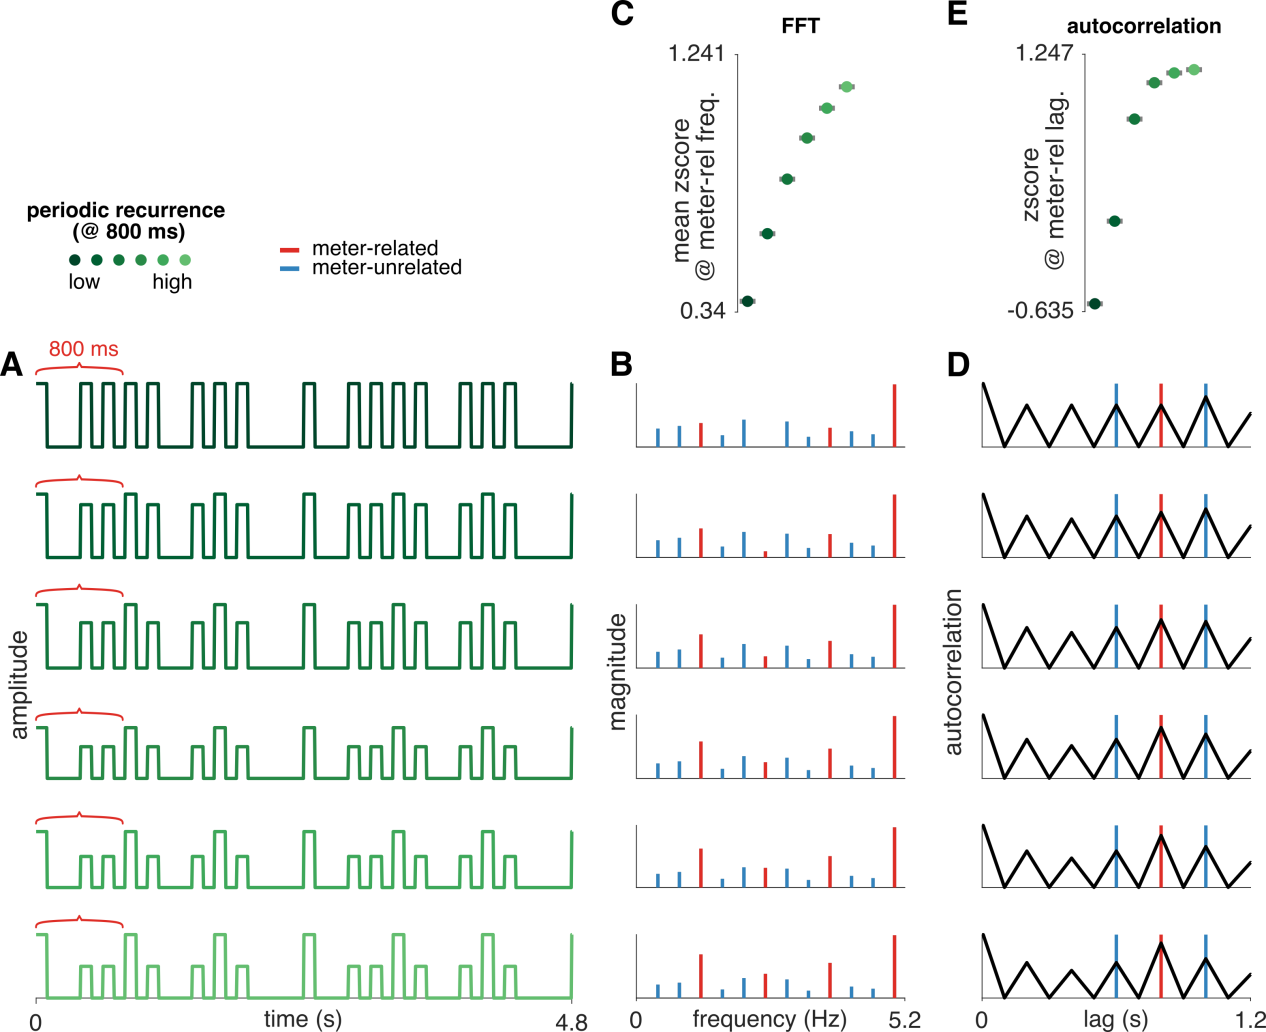 C
FFT
1.241
mean zscore
@ meter-rel freq.
0.34
E
autocorrelation
1.247
zscore
@ meter-rel lag.
-0.635
periodic recurrence
(@ 800 ms)
low
high
meter-related
meter-unrelated
A
800 ms
amplitude
0
time (s)
4.8
B
magnitude
0
frequency (Hz)
5.2
D
autocorrelation
0
lag (s)
1.2